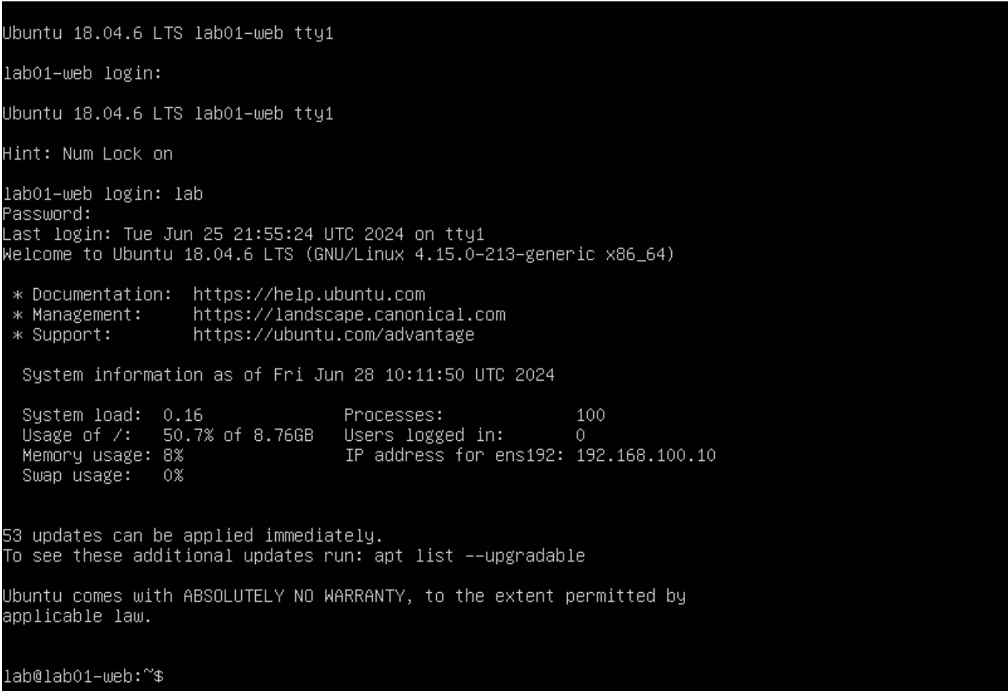 Ubuntu 18.04.6 LTS lab01-web tty1
lab01-web login:
Ubuntu 18.04.6 LTS lab01-web tty1
Hint: Num Lock on
lab01-web login: lab
Password:
Last login: Tue Jun 25 21:55:24 UTC 2024 on tty1
Welcome to Ubuntu 18.04.6 LTS (GNU/Linux 4.15.0-213-generic x86_64)
* Documentation:  https://help.ubuntu.com
* Management:     https://landscape.canonical.com
* Support:        https://ubuntu.com/advantage
System information as of Fri Jun 28 10:11:50 UTC 2024
System load:  0.16                Processes:             100
Usage of /:   50.7% of 8.76GB   Users logged in:       0
Memory usage: 8%                IP address for ens192: 192.168.100.10
Swap usage:   0%
53 updates can be applied immediately.
To see these additional updates run: apt list --upgradable
Ubuntu comes with ABSOLUTELY NO WARRANTY, to the extent permitted by
applicable law.
lab@lab01-web:~$